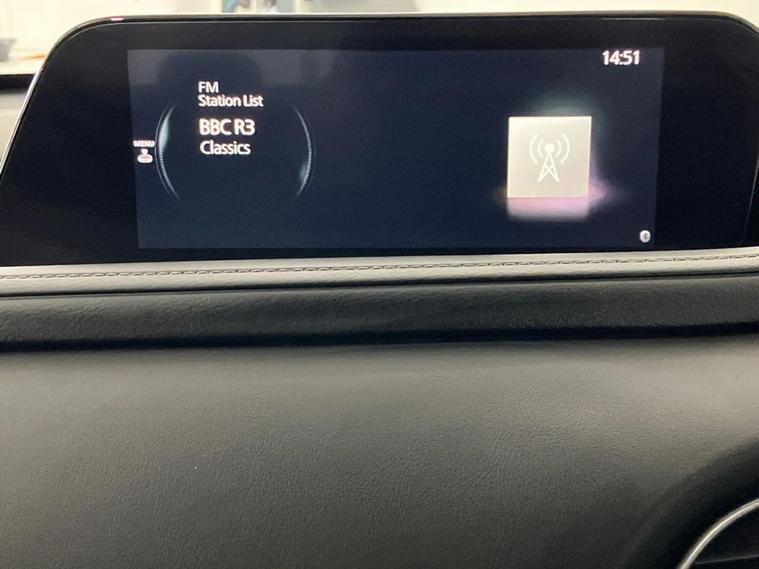 14:51
FM
Station List
BBC R3
Classics
MENU